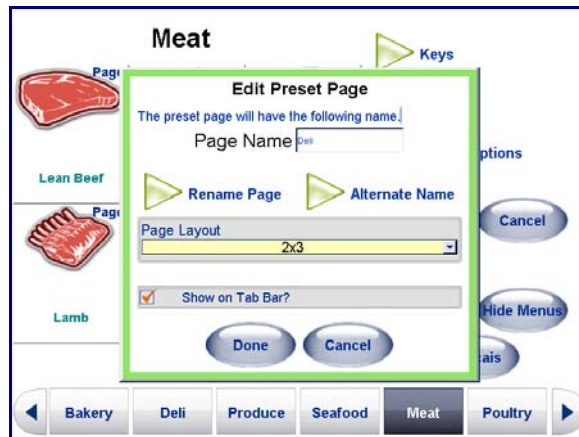 Meat
Keys
Page
Edit Preset Page
The preset page will have the following name.
Page Name Deli
ptions
Lean Beef
Rename Page
Alternate Name
Page
Page Layout
Cancel
2x3
Show on Tab Bar?
Lamb
Hide Menus
Done
Cancel
çais
Bakery
Deli
Produce
Seafood
Meat
Poultry